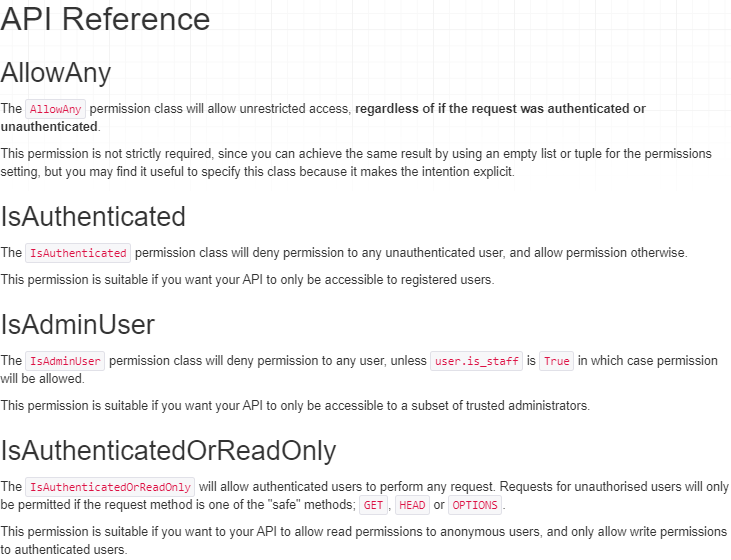 API Reference
AllowAny
The AllowAny permission class will allow unrestricted access, regardless of if the request was authenticated or
unauthenticated.
This permission is not strictly required, since you can achieve the same result by using an empty list or tuple for the permissions
setting, but you may find it useful to specify this class because it makes the intention explicit.
IsAuthenticated
The IsAuthenticated permission class will deny permission to any unauthenticated user, and allow permission otherwise.
This permission is suitable if you want your API to only be accessible to registered users.
IsAdminUser
The IsAdminUser permission class will deny permission to any user, unless user.is_staff is True in which case permission
will be allowed.
This permission is suitable if you want your API to only be accessible to a subset of trusted administrators.
IsAuthenticatedOrReadOnly
The IsAuthenticatedOrReadOnly will allow authenticated users to perform any request. Requests for unauthorised users will only
be permitted if the request method is one of the "safe" methods; GET, HEAD or OPTIONS.
This permission is suitable if you want to your API to allow read permissions to anonymous users, and only allow write permissions
to authenticated users.